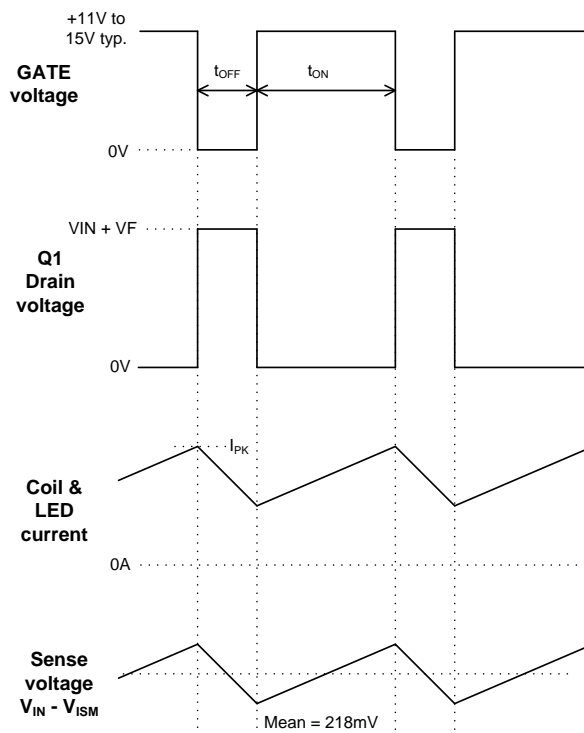 +11V to
15V typ.
GATE
voltage
tOFF
tON
0V
VIN + VF
Q1
Drain
voltage
0V
IPK
Coil &
LED
current
0A
Sense
voltage
VIN - VISM
Mean = 218mV